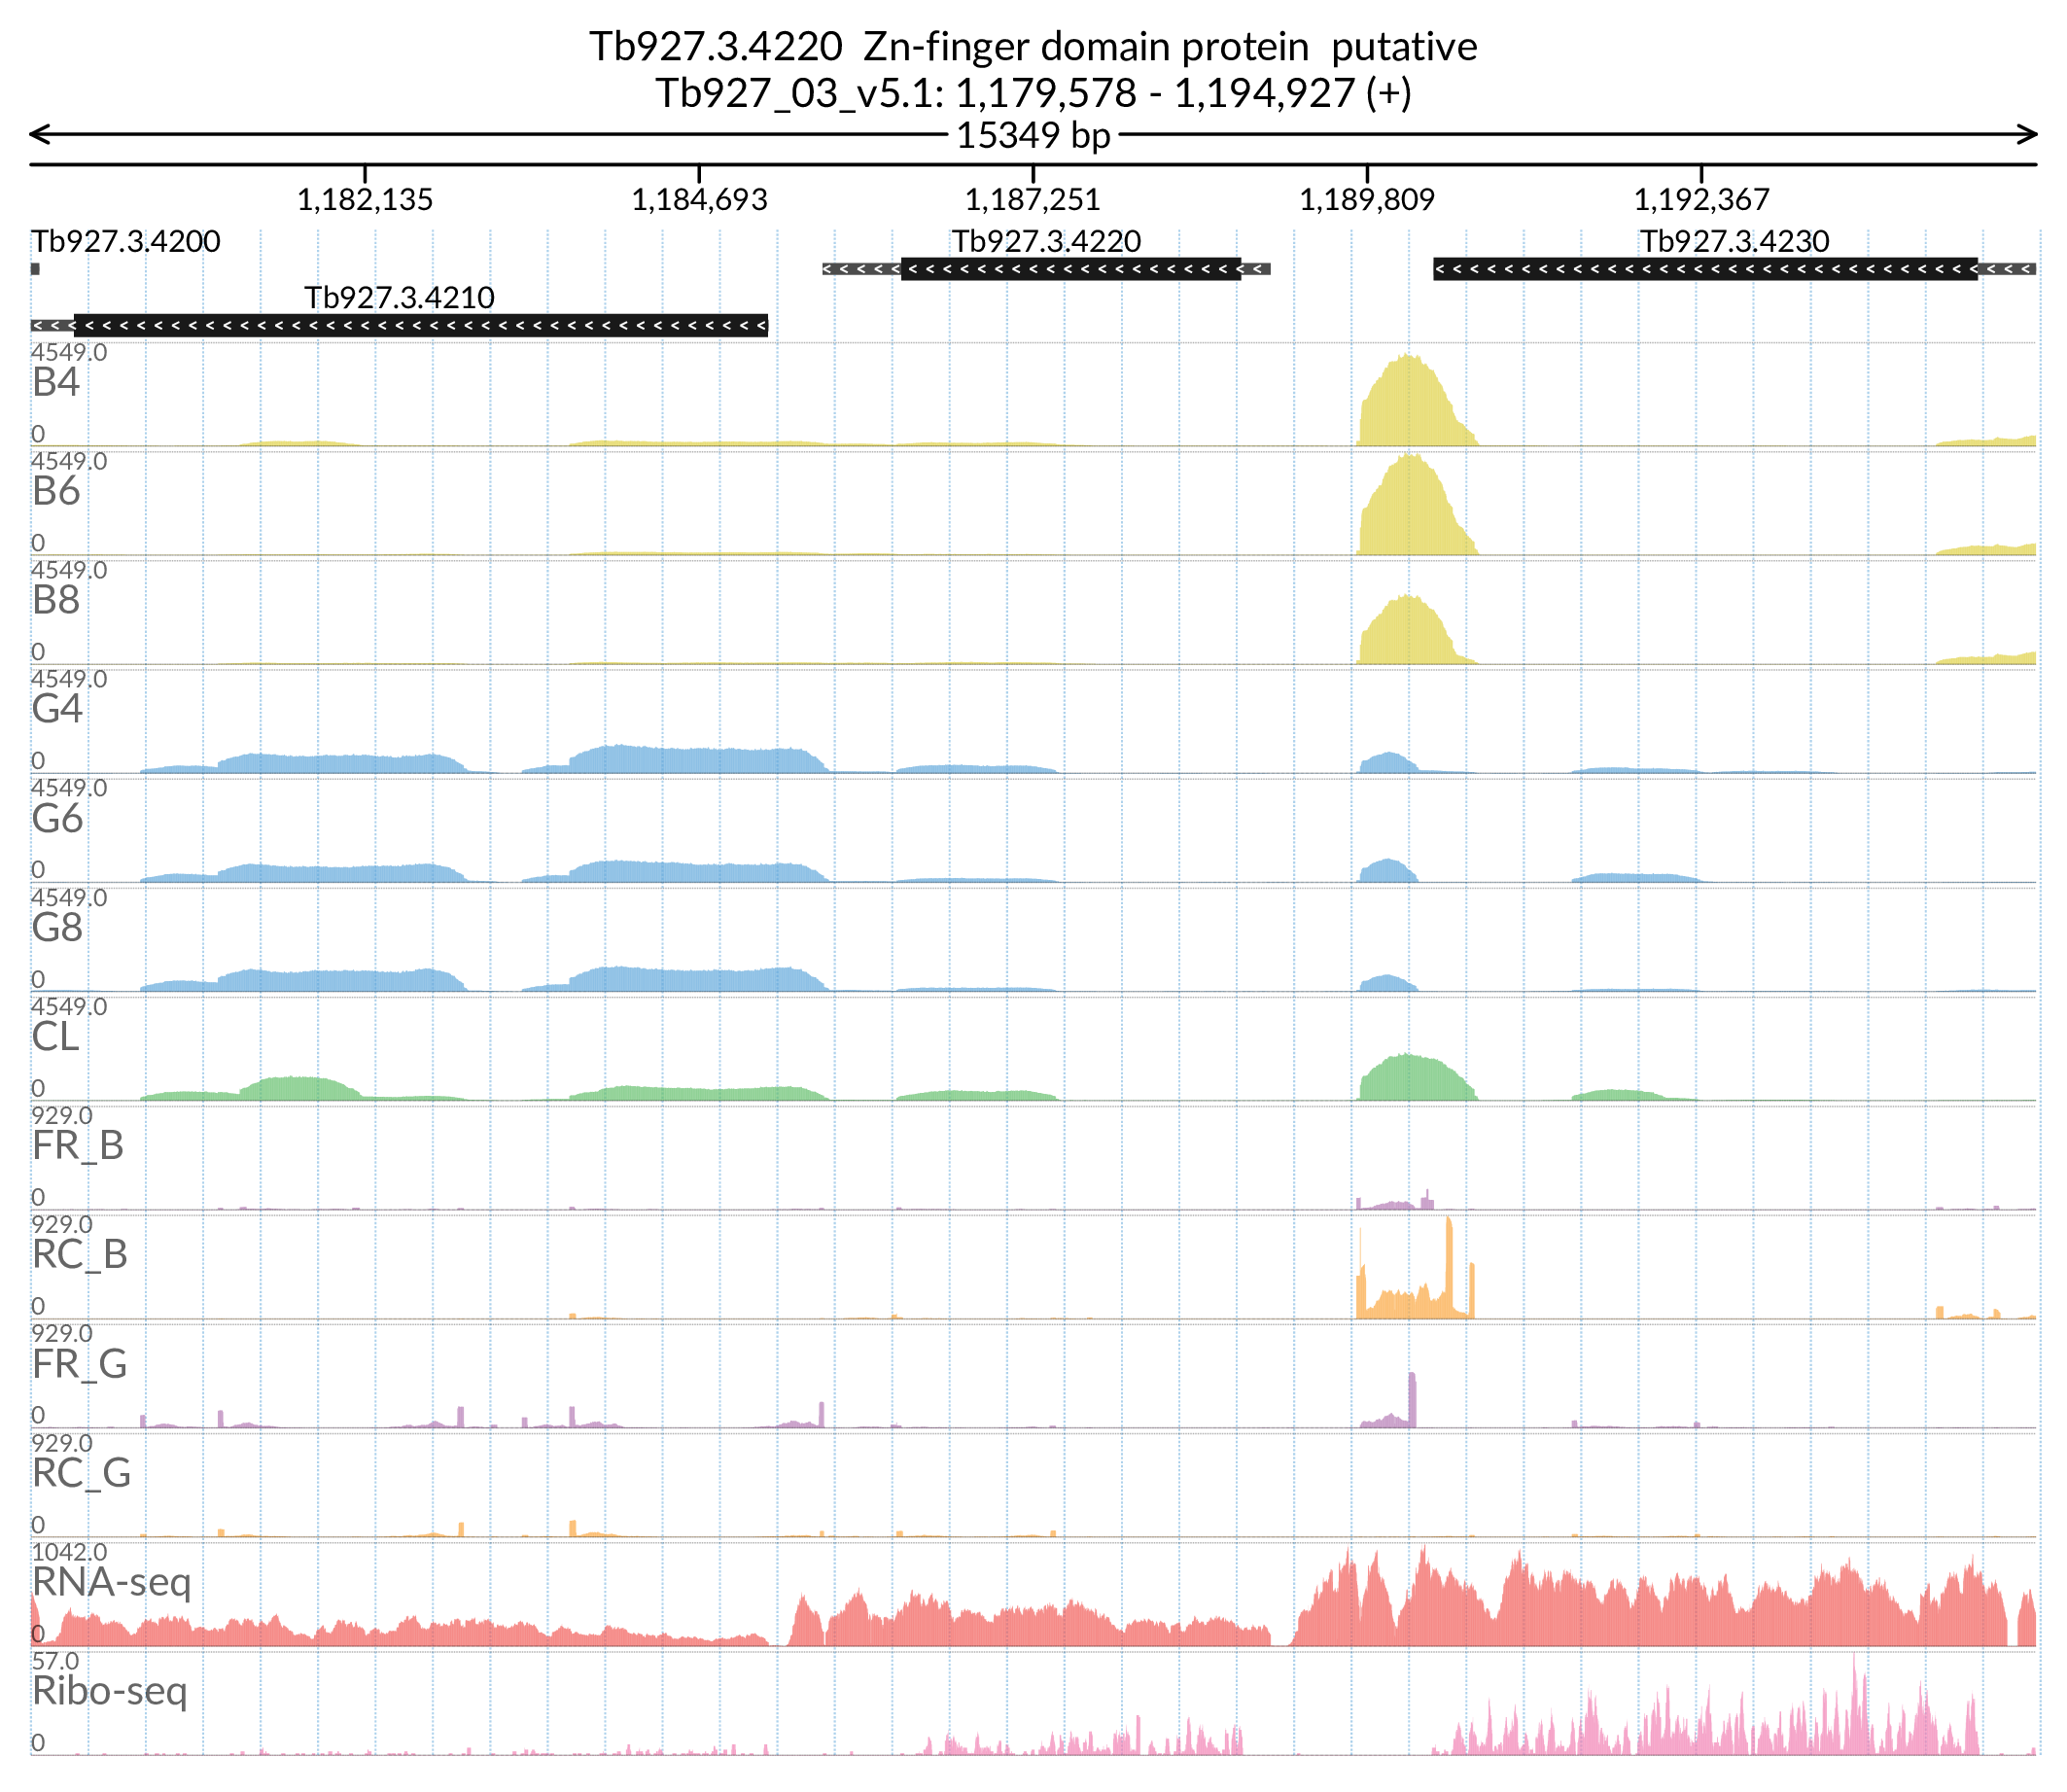 Tb927.3.4220  Zn-finger domain protein  putative
Tb927_03_v5.1: 1,179,578 - 1,194,927 (+)
15349 bp
1,182,135 1,184,693 1,187,251 1,189,809 1,192,367
Tb927.3.4200 Tb927.3.4220 Tb927.3.4230
Tb927.3.4210
4549.0
B4
0
4549.0
B6
0
4549.0
B8
0
4549.0
G4
0
4549.0
G6
0
4549.0
G8
0
4549.0
CL
0
929.0
FR_B
0
929.0
RC_B
0
929.0
FR_G
0
929.0
RC_G
0
1042.0
RNA-seq
0
57.0
Ribo-seq
0